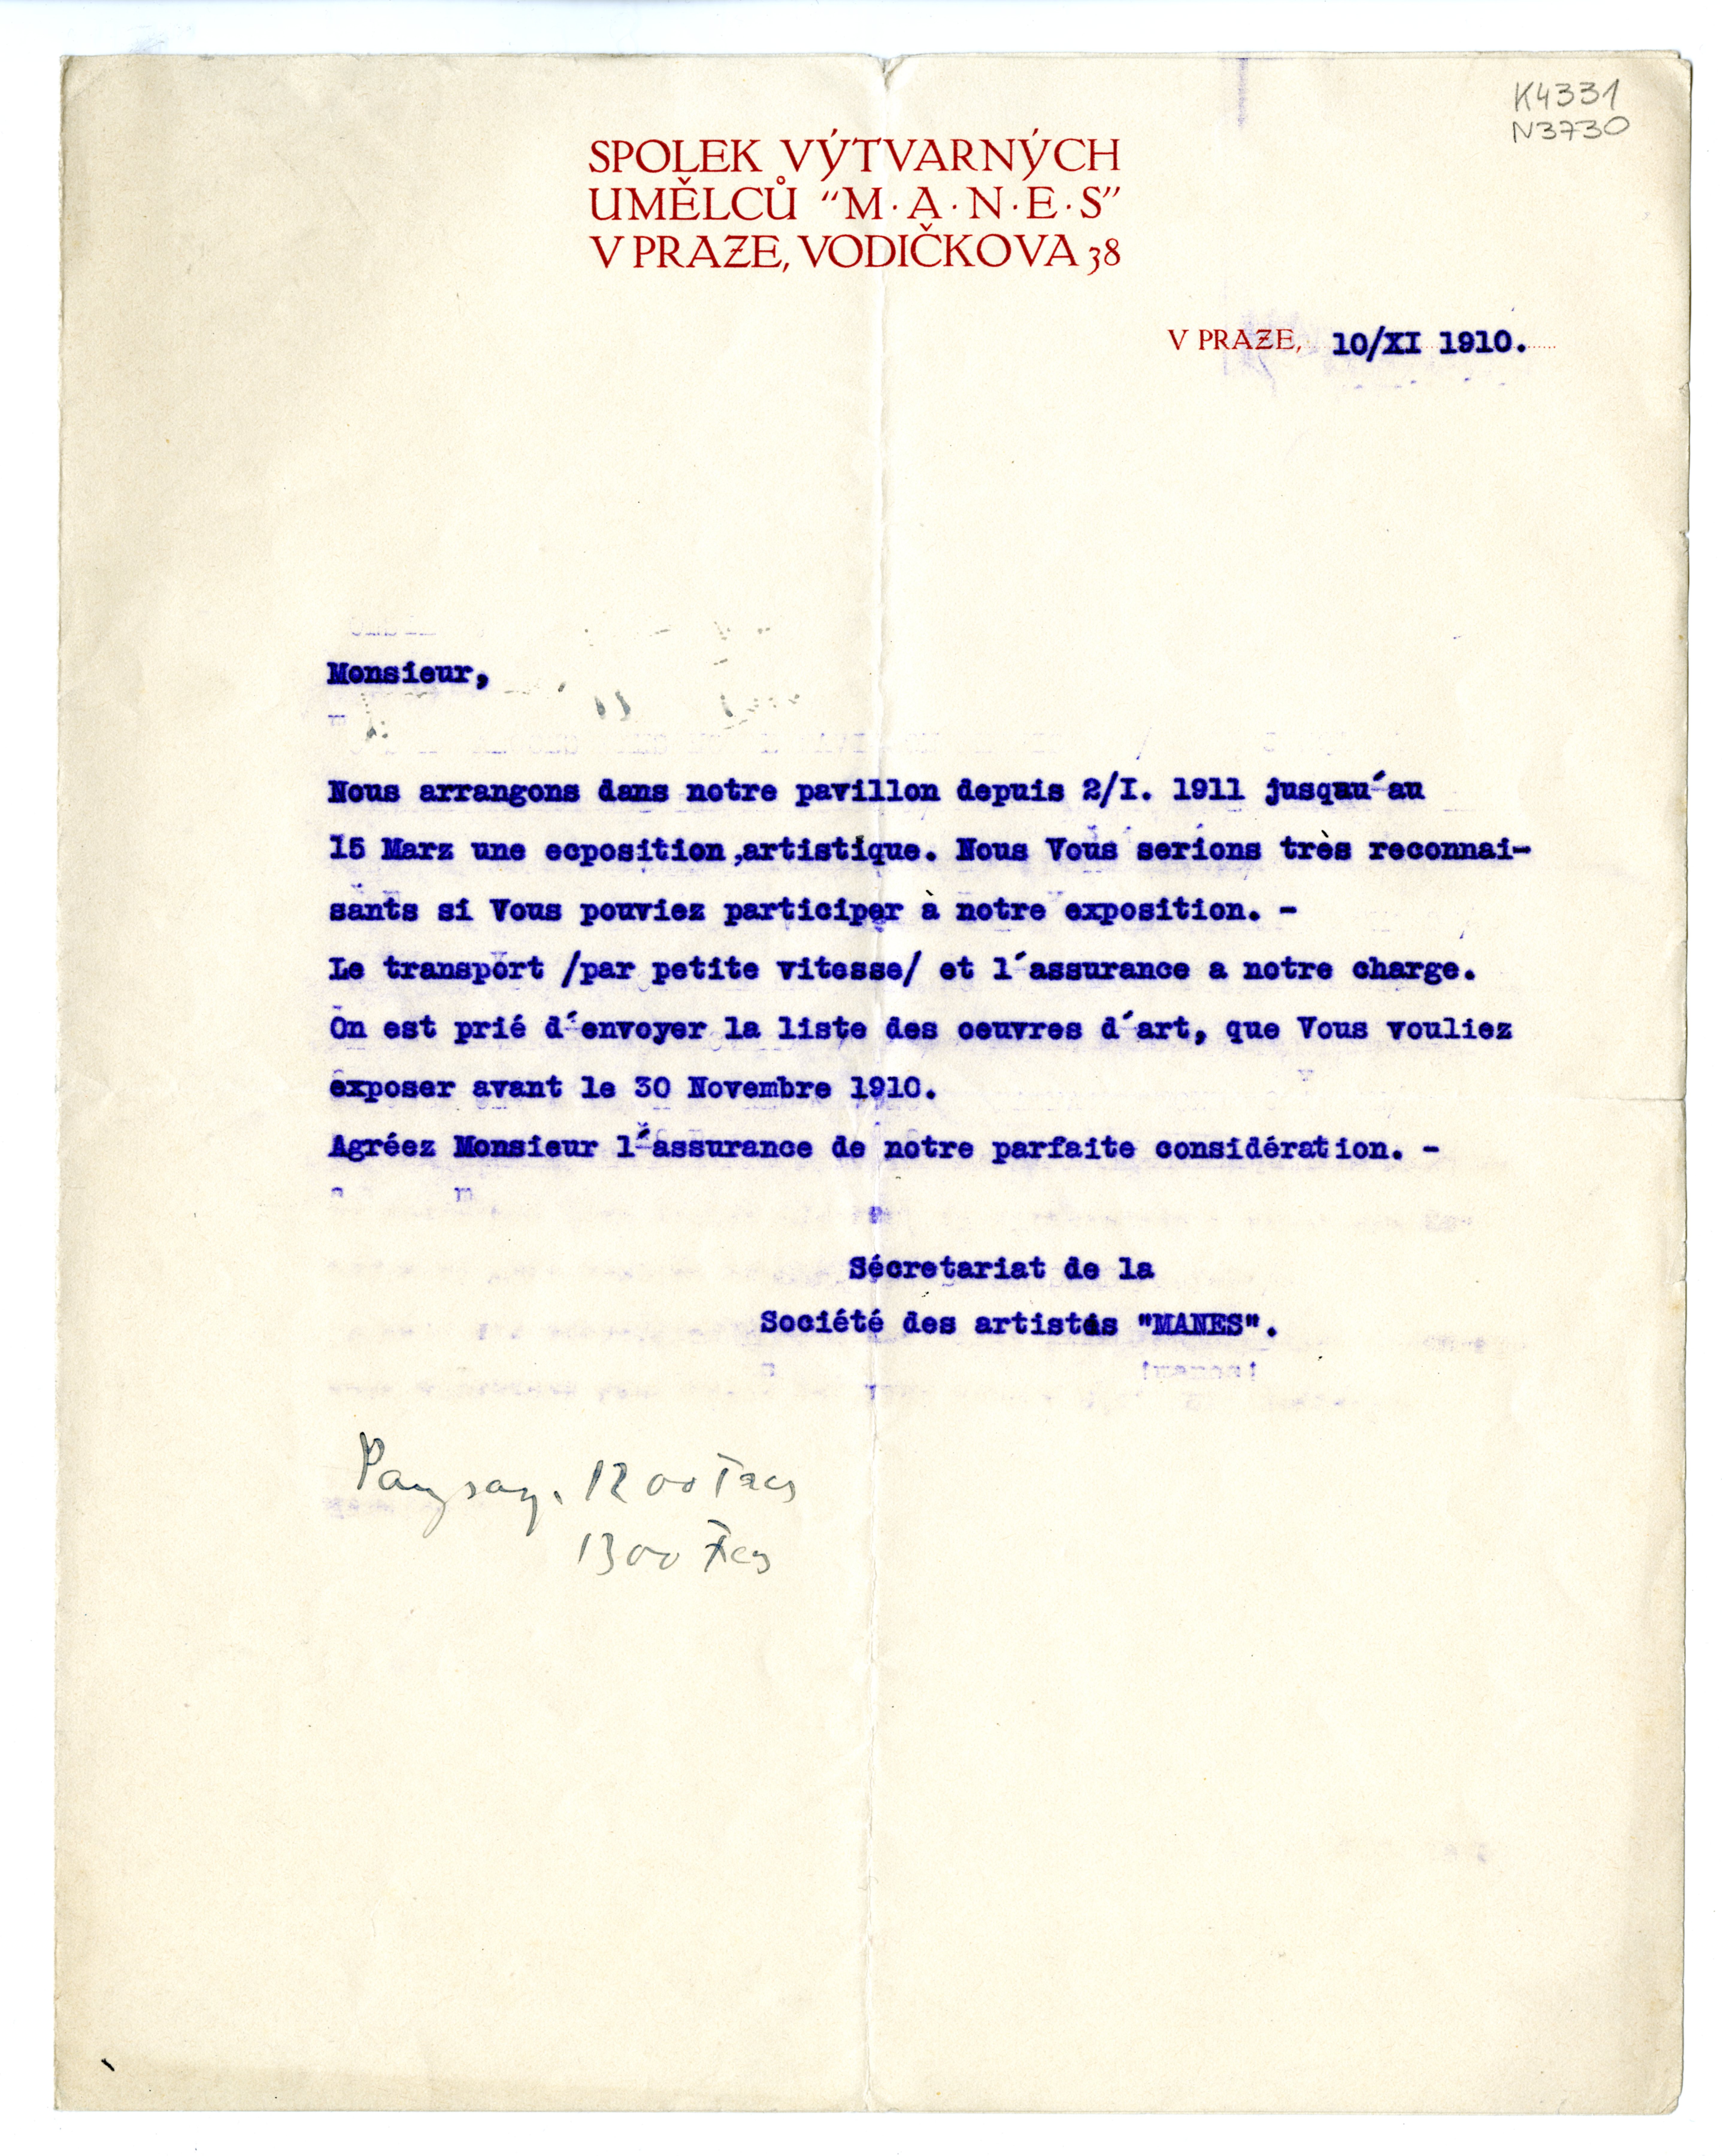 K4331
N3730
SPOLEK VÝTVARNÝCH
UMĚLCŮ “M·A·N·E·S”
V PRAZE, VODIČKOVA 38
V PRAZE, 10/XI 1910.
Monsieur,
Nous arrangons dans notre pavillon depuis 2/I. 1911 jusqu´au
15 Marz une ecposition,artistique. Nous Vous serions très reconnai-
sants si Vous pouviez participer à notre exposition. -
Le transport /par petite vitesse/ et l´assurance a notre charge.
On est prié d´envoyer la liste des oeuvres d´art, que Vous vouliez
exposer avant le 30 Novembre 1910.
Agréez Monsieur l´assurance de notre parfaite considération. -
Sécretariat de la
Société des artistes "MANES".
Paysag. 1200 Frcs
1300 Fcs